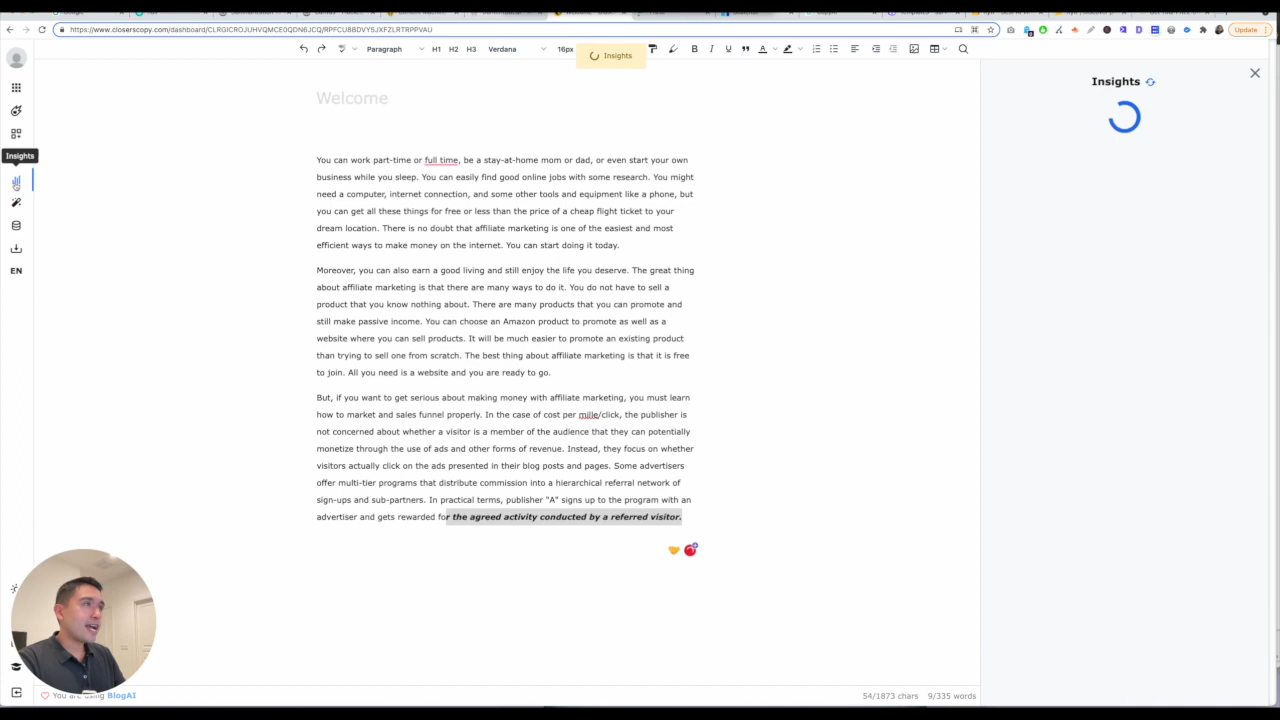 https://www.closerscopy.com/dashboard/CLRGICROJUHVQMCE0QDN6JCQ/RPFCU8BDVY5JXFZLRTRPPVAU
Update
Paragraph H1 H2 H3 Verdana 16px B I U A
Insights
Insights
Welcome
Insights
EN
You can work part-time or full time, be a stay-at-home mom or dad, or even start your own
business while you sleep. You can easily find good online jobs with some research. You might
need a computer, internet connection, and some other tools and equipment like a phone, but
you can get all these things for free or less than the price of a cheap flight ticket to your
dream location. There is no doubt that affiliate marketing is one of the easiest and most
efficient ways to make money on the internet. You can start doing it today.
Moreover, you can also earn a good living and still enjoy the life you deserve. The great thing
about affiliate marketing is that there are many ways to do it. You do not have to sell a
product that you know nothing about. There are many products that you can promote and
still make passive income. You can choose an Amazon product to promote as well as a
website where you can sell products. It will be much easier to promote an existing product
than trying to sell one from scratch. The best thing about affiliate marketing is that it is free
to join. All you need is a website and you are ready to go.
But, if you want to get serious about making money with affiliate marketing, you must learn
how to market and sales funnel properly. In the case of cost per mille/click, the publisher is
not concerned about whether a visitor is a member of the audience that they can potentially
monetize through the use of ads and other forms of revenue. Instead, they focus on whether
visitors actually click on the ads presented in their blog posts and pages. Some advertisers
offer multi-tier programs that distribute commission into a hierarchical referral network of
sign-ups and sub-partners. In practical terms, publisher "A" signs up to the program with an
advertiser and gets rewarded for the agreed activity conducted by a referred visitor.
You are using BlogAI
54/1873 chars 9/335 words